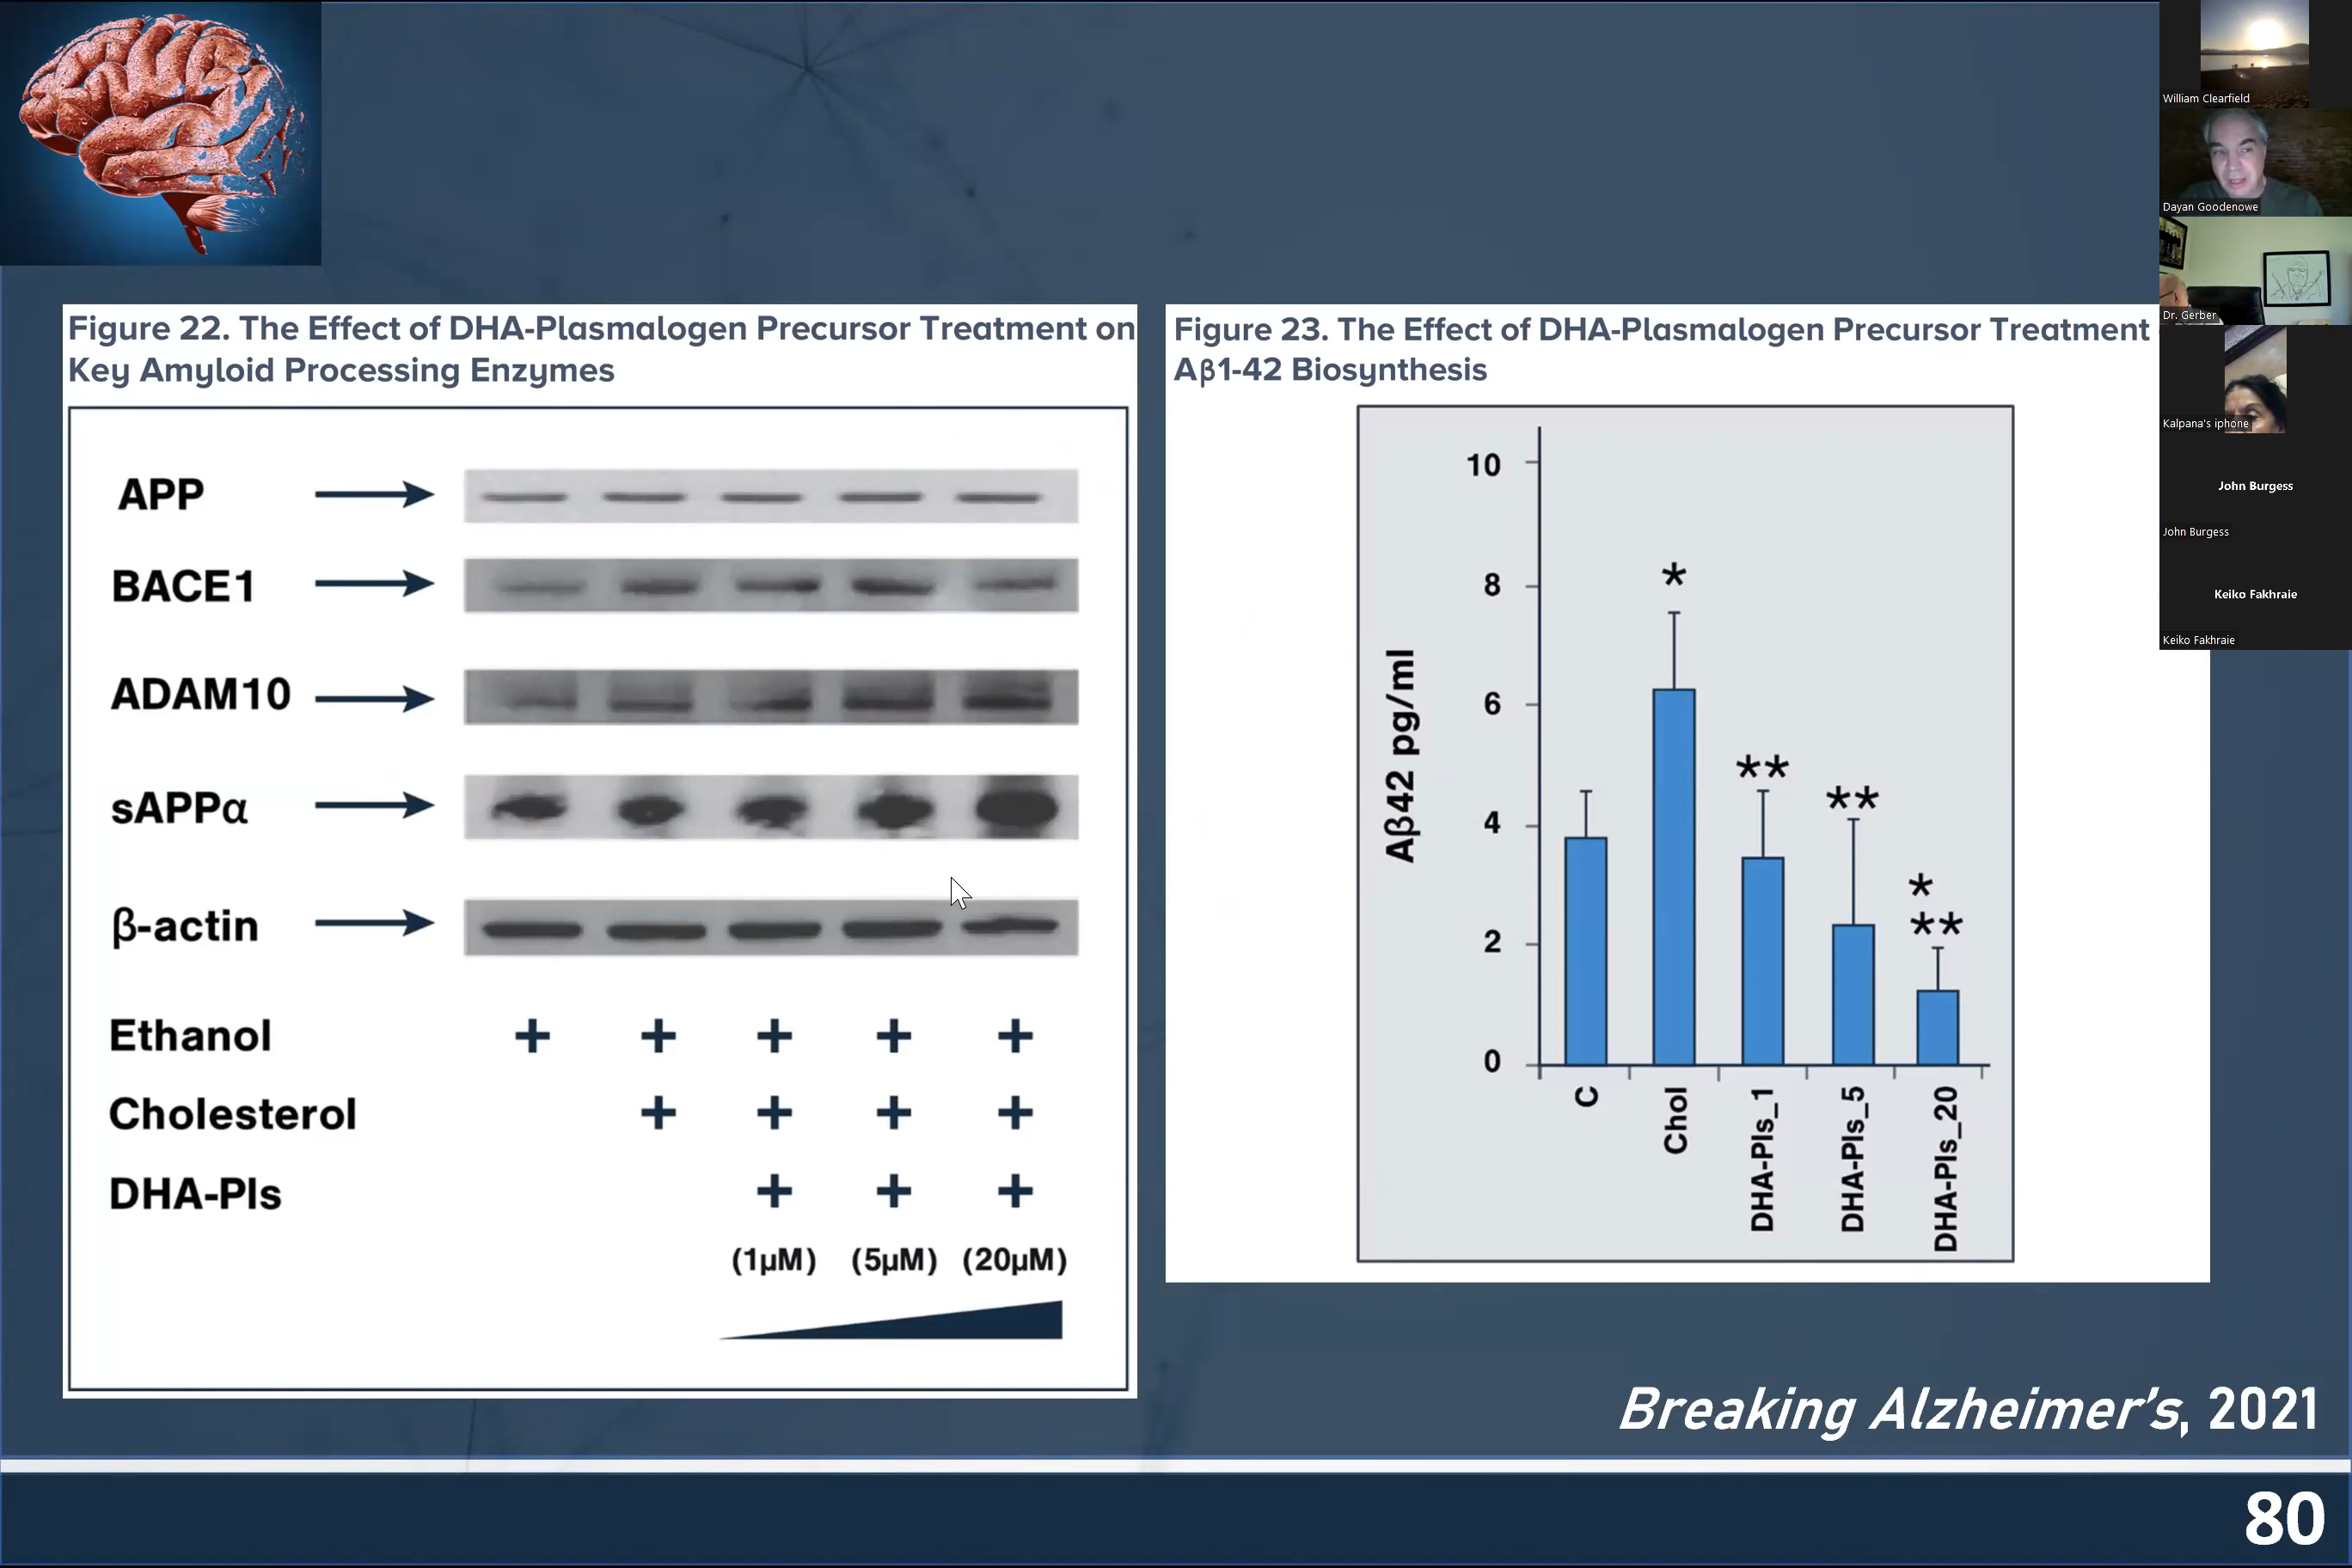 Figure 22. The Effect of DHA-Plasmalogen Precursor Treatment on
Key Amyloid Processing Enzymes
APP
BACE1
ADAM10
sAPPα
β-actin
Ethanol + + + + +
Cholesterol + + + +
DHA-Pls + + +
(1µM) (5µM) (20µM)
Figure 23. The Effect of DHA-Plasmalogen Precursor Treatment
Aβ1-42 Biosynthesis
Aβ42 pg/ml
10
8
6
4
2
0
*
**
**
*
**
C
Chol
DHA-Pls_1
DHA-Pls_5
DHA-Pls_20
Breaking Alzheimer's, 2021
80
William Clearfield
Dayan Goodenowe
Dr. Gerber
Kalpana's iphone
John Burgess
John Burgess
Keiko Fakhraie
Keiko Fakhraie